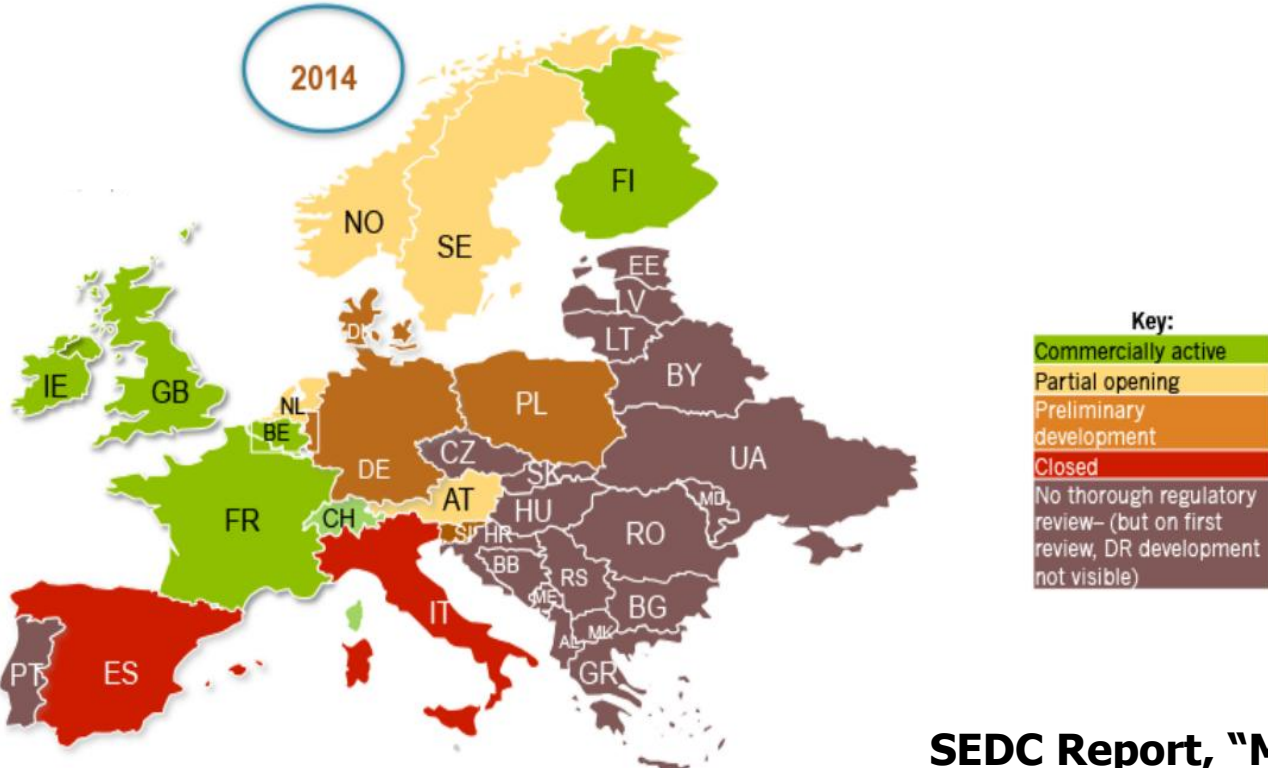 2014
FI
NO
SE
EE
LV
DK
LT
IE
GB
BY
NL
PL
BE
CZ
UA
DE
SK
AT
MD
HU
FR
CH
RO
SI
HR
BB
RS
ME
BG
IT
MK
AL
PT
ES
GR
Key:
Commercially active
Partial opening
Preliminary
development
Closed
No thorough regulatory
review– (but on first
review, DR development
not visible)
SEDC Report, “M